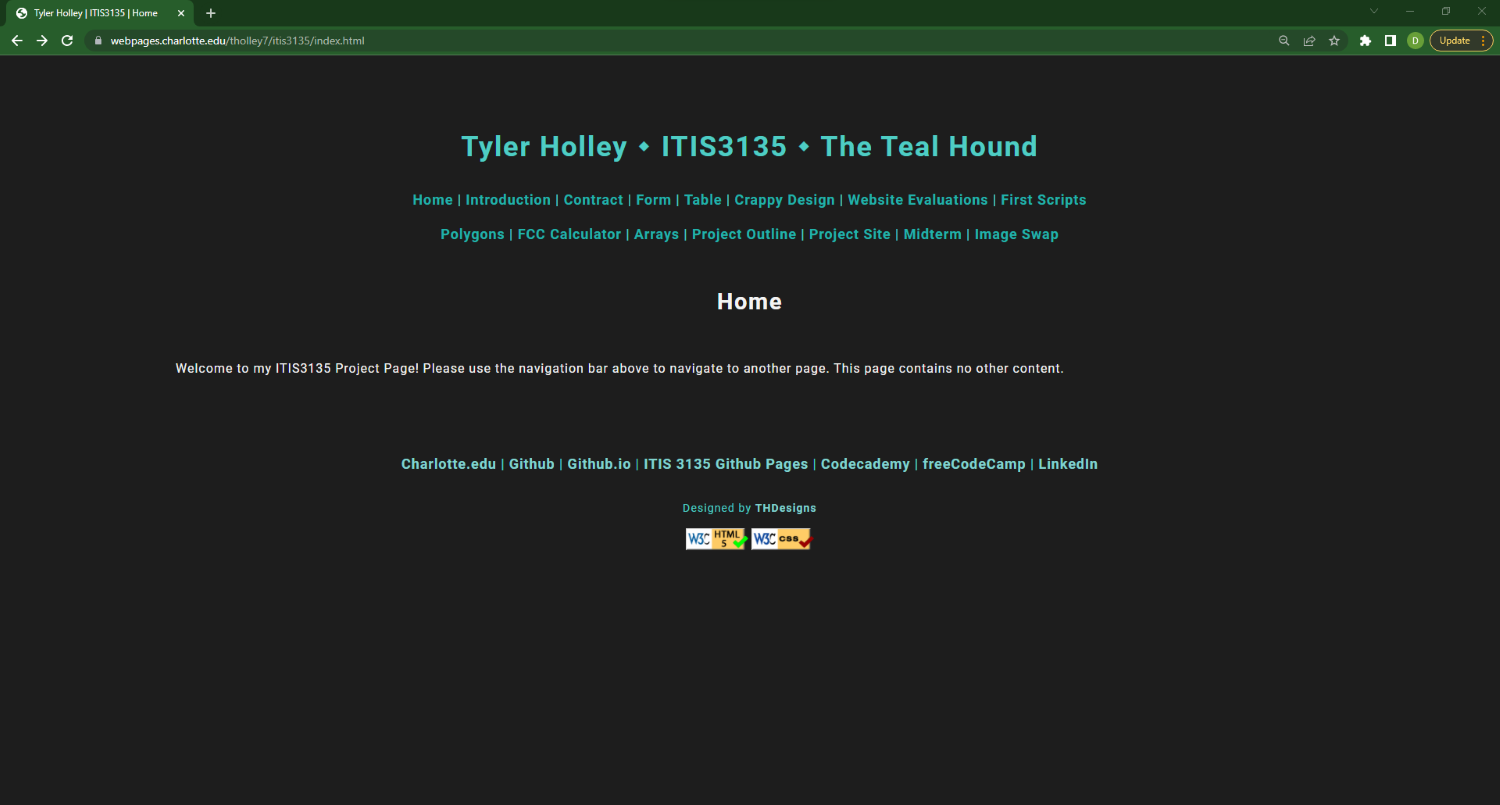 Tyler Holley | ITIS3135 | Home
webpages.charlotte.edu/tholley7/itis3135/index.html
D
Update
Tyler Holley • ITIS3135 • The Teal Hound
Home | Introduction | Contract | Form | Table | Crappy Design | Website Evaluations | First Scripts
Polygons | FCC Calculator | Arrays | Project Outline | Project Site | Midterm | Image Swap
Home
Welcome to my ITIS3135 Project Page! Please use the navigation bar above to navigate to another page. This page contains no other content.
Charlotte.edu | Github | Github.io | ITIS 3135 Github Pages | Codecademy | freeCodeCamp | LinkedIn
Designed by THDesigns
W3C HTML 5 W3C css